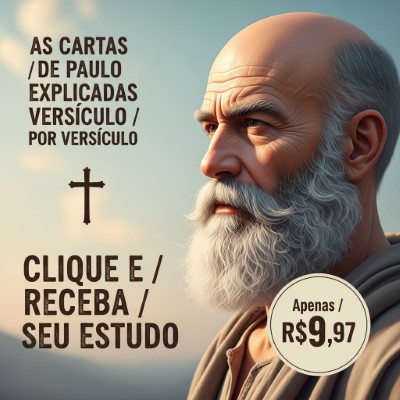 AS CARTAS
/DE PAULO
EXPLICADAS
VERSÍCULO /
POR VERSÍCULO
CLIQUE E /
RECEBA /
SEU ESTUDO
Apenas /
R$9,97